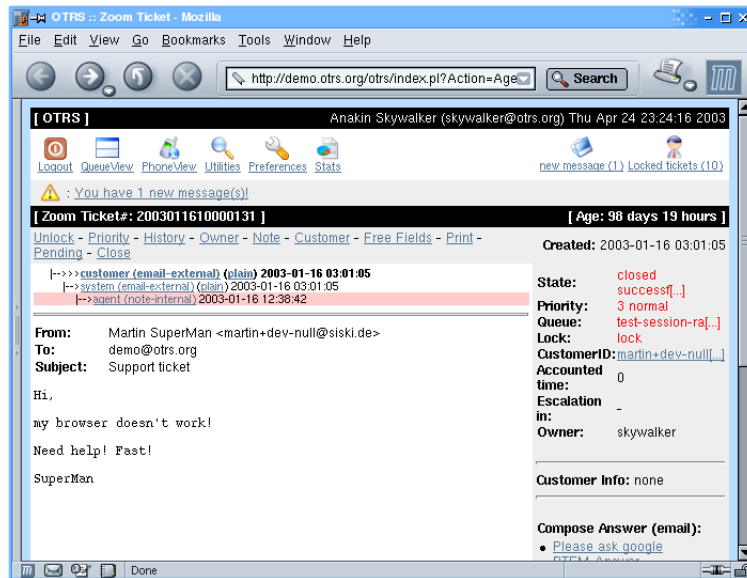 OTRS :: Zoom Ticket - Mozilla
File Edit View Go Bookmarks Tools Window Help
http://demo.otrs.org/otrs/index.pl?Action=Age
Search
[ OTRS ] Anakin Skywalker (skywalker@otrs.org) Thu Apr 24 23:24:16 2003
Logout QueueView PhoneView Utilities Preferences Stats new message (1) Locked tickets (10)
: You have 1 new message(s)!
[ Zoom Ticket#: 2003011610000131 ] [ Age: 98 days 19 hours ]
Unlock - Priority - History - Owner - Note - Customer - Free Fields - Print -
Pending - Close
|-->>>customer (email-external) (plain) 2003-01-16 03:01:05
|-->system (email-external) (plain) 2003-01-16 03:01:05
|-->agent (note-internal) 2003-01-16 12:38:42
From: Martin SuperMan <martin+dev-null@siski.de>
To: demo@otrs.org
Subject: Support ticket
Hi,
my browser doesn't work!
Need help! Fast!
SuperMan
Created: 2003-01-16 03:01:05
State: closed
successf[...]
Priority: 3 normal
Queue: test-session-ra[...]
Lock: lock
CustomerID: martin+dev-null[...]
Accounted
time: 0
Escalation
in: -
Owner: skywalker
Customer Info: none
Compose Answer (email):
• Please ask google
Done